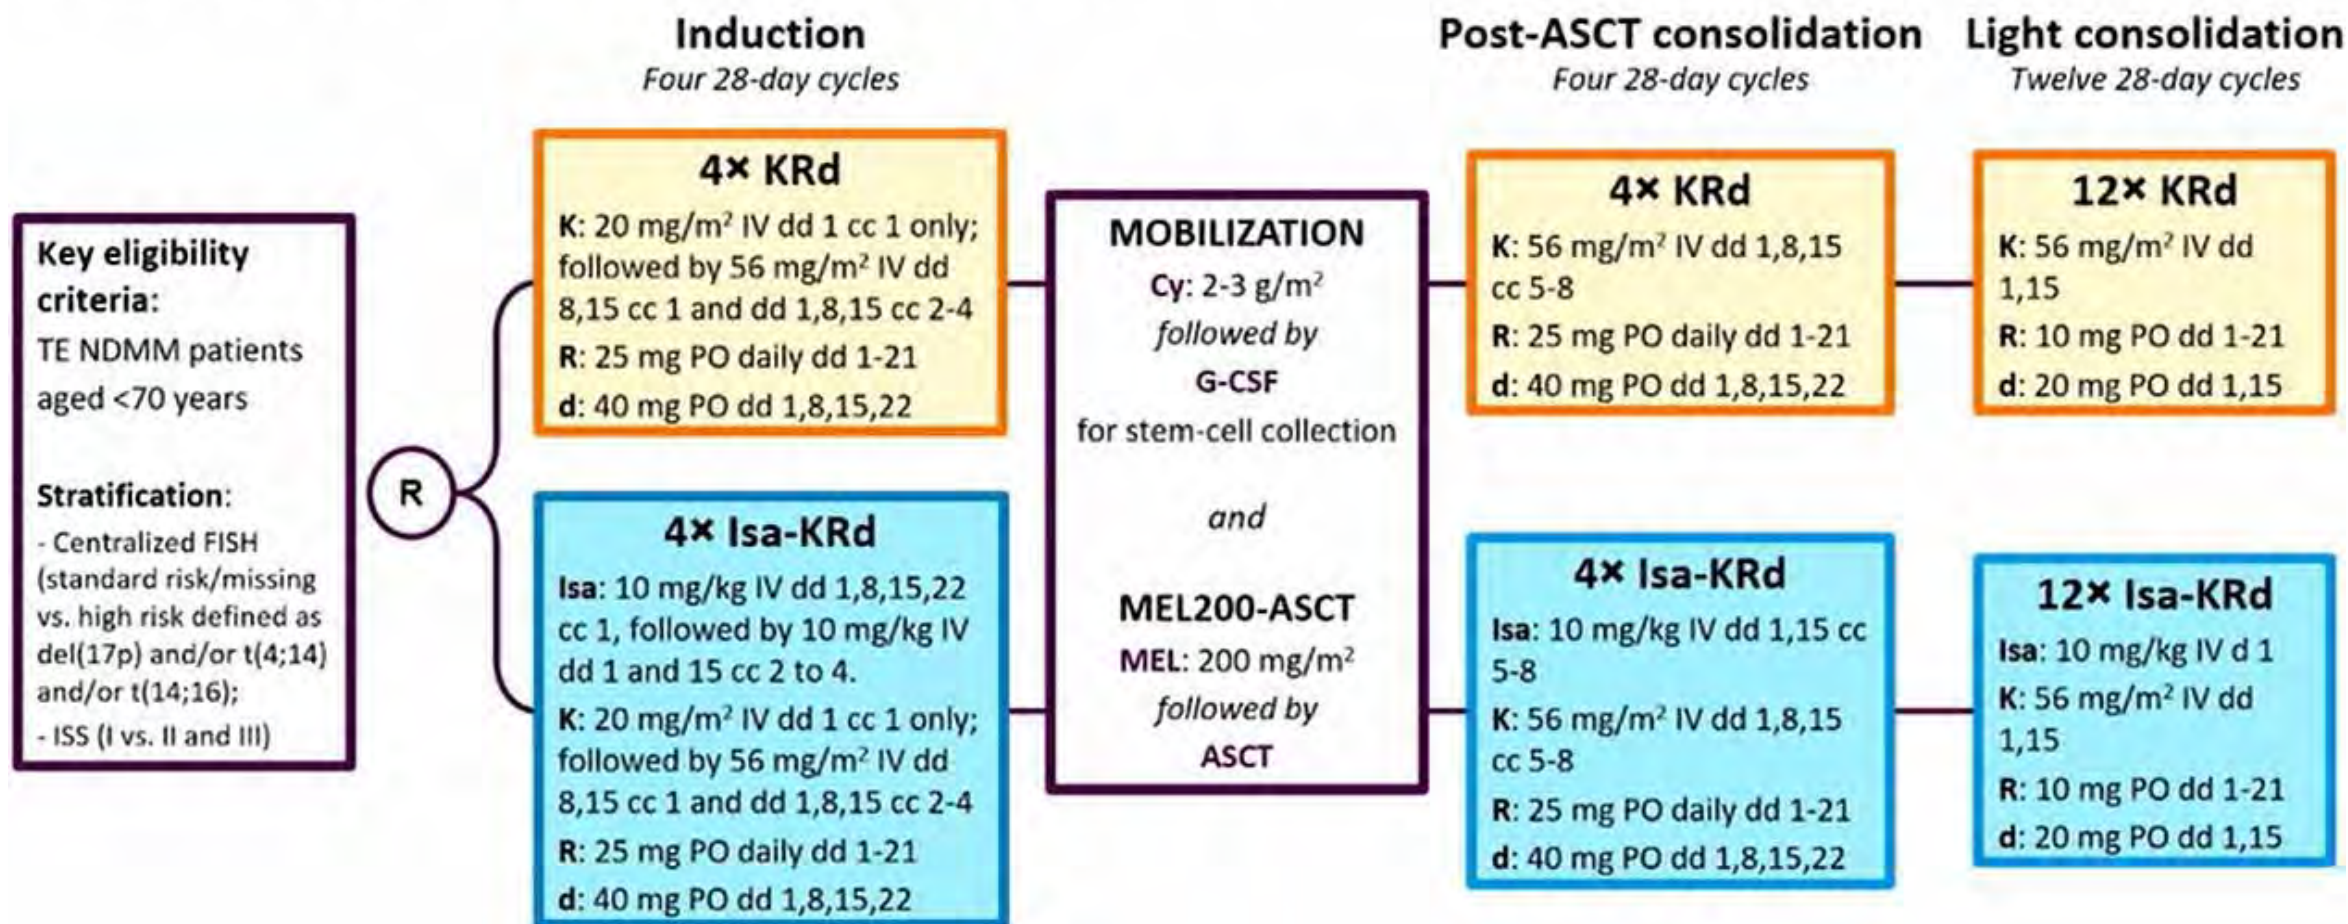 Induction
Four 28-day cycles
Post-ASCT consolidation
Four 28-day cycles
Light consolidation
Twelve 28-day cycles
Key eligibility
criteria:
TE NDMM patients
aged <70 years
Stratification:
- Centralized FISH
(standard risk/missing
vs. high risk defined as
del(17p) and/or t(4;14)
and/or t(14;16);
- ISS (I vs. II and III)
R
4× KRd
K: 20 mg/m² IV dd 1 cc 1 only;
followed by 56 mg/m² IV dd
8,15 cc 1 and dd 1,8,15 cc 2-4
R: 25 mg PO daily dd 1-21
d: 40 mg PO dd 1,8,15,22
4× Isa-KRd
Isa: 10 mg/kg IV dd 1,8,15,22
cc 1, followed by 10 mg/kg IV
dd 1 and 15 cc 2 to 4.
K: 20 mg/m² IV dd 1 cc 1 only;
followed by 56 mg/m² IV dd
8,15 cc 1 and dd 1,8,15 cc 2-4
R: 25 mg PO daily dd 1-21
d: 40 mg PO dd 1,8,15,22
MOBILIZATION
Cy: 2-3 g/m²
followed by
G-CSF
for stem-cell collection
and
MEL200-ASCT
MEL: 200 mg/m²
followed by
ASCT
4× KRd
K: 56 mg/m² IV dd 1,8,15
cc 5-8
R: 25 mg PO daily dd 1-21
d: 40 mg PO dd 1,8,15,22
4× Isa-KRd
Isa: 10 mg/kg IV dd 1,15 cc
5-8
K: 56 mg/m² IV dd 1,8,15
cc 5-8
R: 25 mg PO daily dd 1-21
d: 40 mg PO dd 1,8,15,22
12× KRd
K: 56 mg/m² IV dd
1,15
R: 10 mg PO dd 1-21
d: 20 mg PO dd 1,15
12× Isa-KRd
Isa: 10 mg/kg IV d 1
K: 56 mg/m² IV dd
1,15
R: 10 mg PO dd 1-21
d: 20 mg PO dd 1,15